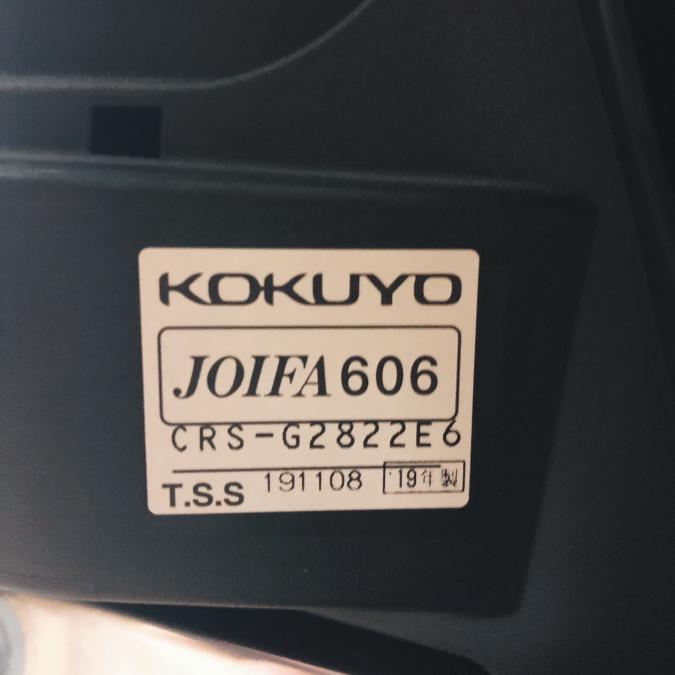 KOKUYO
JOIFA606
CRS-G2822E6
T.S.S 191108 '19年製